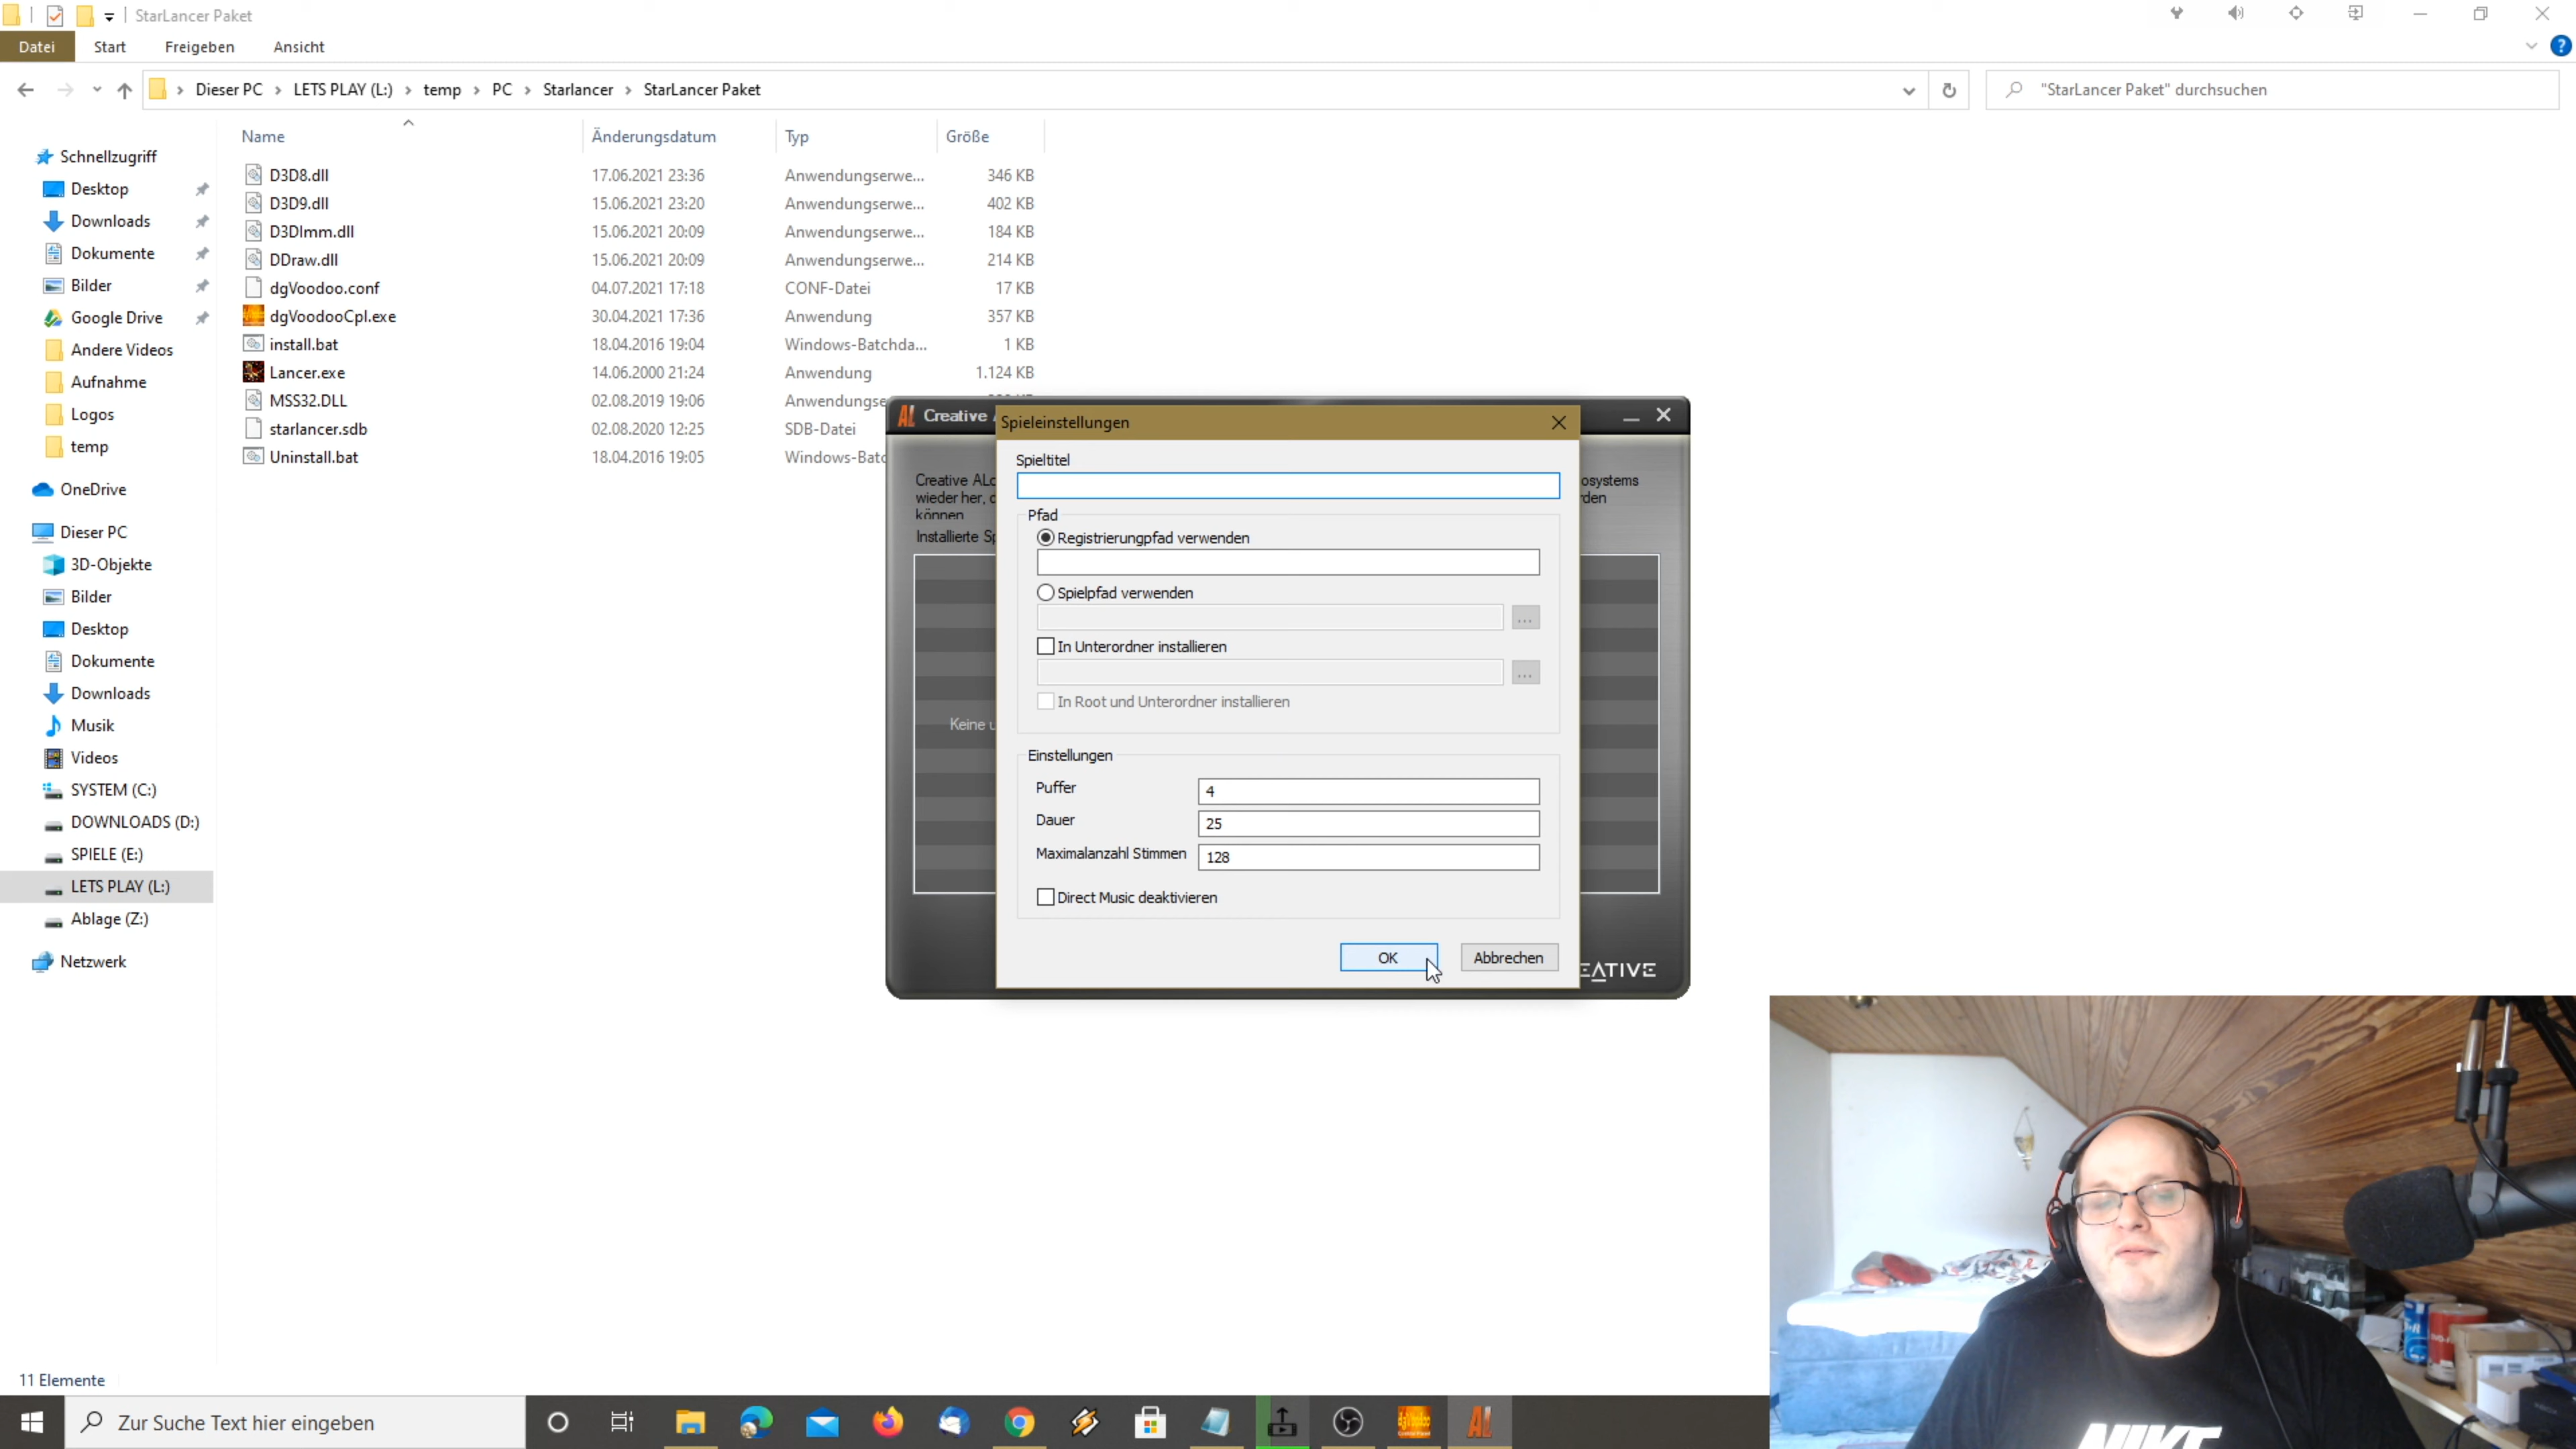 StarLancer Paket
Datei Start Freigeben Ansicht
Dieser PC LETS PLAY (L:) temp PC Starlancer StarLancer Paket
"StarLancer Paket" durchsuchen
Name Änderungsdatum Typ Größe
Schnellzugriff
Desktop
Downloads
Dokumente
Bilder
Google Drive
Andere Videos
Aufnahme
Logos
temp
OneDrive
Dieser PC
3D-Objekte
Bilder
Desktop
Dokumente
Downloads
Musik
Videos
SYSTEM (C:)
DOWNLOADS (D:)
SPIELE (E:)
LETS PLAY (L:)
Ablage (Z:)
Netzwerk
D3D8.dll 17.06.2021 23:36 Anwendungserwe... 346 KB
D3D9.dll 15.06.2021 23:20 Anwendungserwe... 402 KB
D3DImm.dll 15.06.2021 20:09 Anwendungserwe... 184 KB
DDraw.dll 15.06.2021 20:09 Anwendungserwe... 214 KB
dgVoodoo.conf 04.07.2021 17:18 CONF-Datei 17 KB
dgVoodooCpl.exe 30.04.2021 17:36 Anwendung 357 KB
install.bat 18.04.2016 19:04 Windows-Batchda... 1 KB
Lancer.exe 14.06.2000 21:24 Anwendung 1.124 KB
MSS32.DLL 02.08.2019 19:06 Anwendungse
starlancer.sdb 02.08.2020 12:25 SDB-Datei
Uninstall.bat 18.04.2016 19:05 Windows-Batc
AL Creative
Creative ALc osystems
wieder her, rden
können
Installierte Sp
Keine u
EATIVE
Spieleinstellungen
Spieltitel
Pfad
Registrierungpfad verwenden
Spielpfad verwenden
...
In Unterordner installieren
...
In Root und Unterordner installieren
Einstellungen
Puffer 4
Dauer 25
Maximalanzahl Stimmen 128
Direct Music deaktivieren
OK Abbrechen
NIKE
11 Elemente
Zur Suche Text hier eingeben
AL